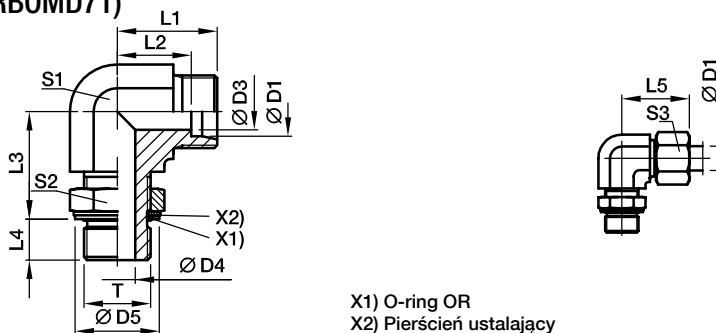 RBOMD71)
L1
L2
S1
Ø D3
Ø D1
L3
S2
X2)
X1)
L4
Ø D4
T
Ø D5
Ø D1
L5
S3
X1) O-ring OR
X2) Pierścień ustalający